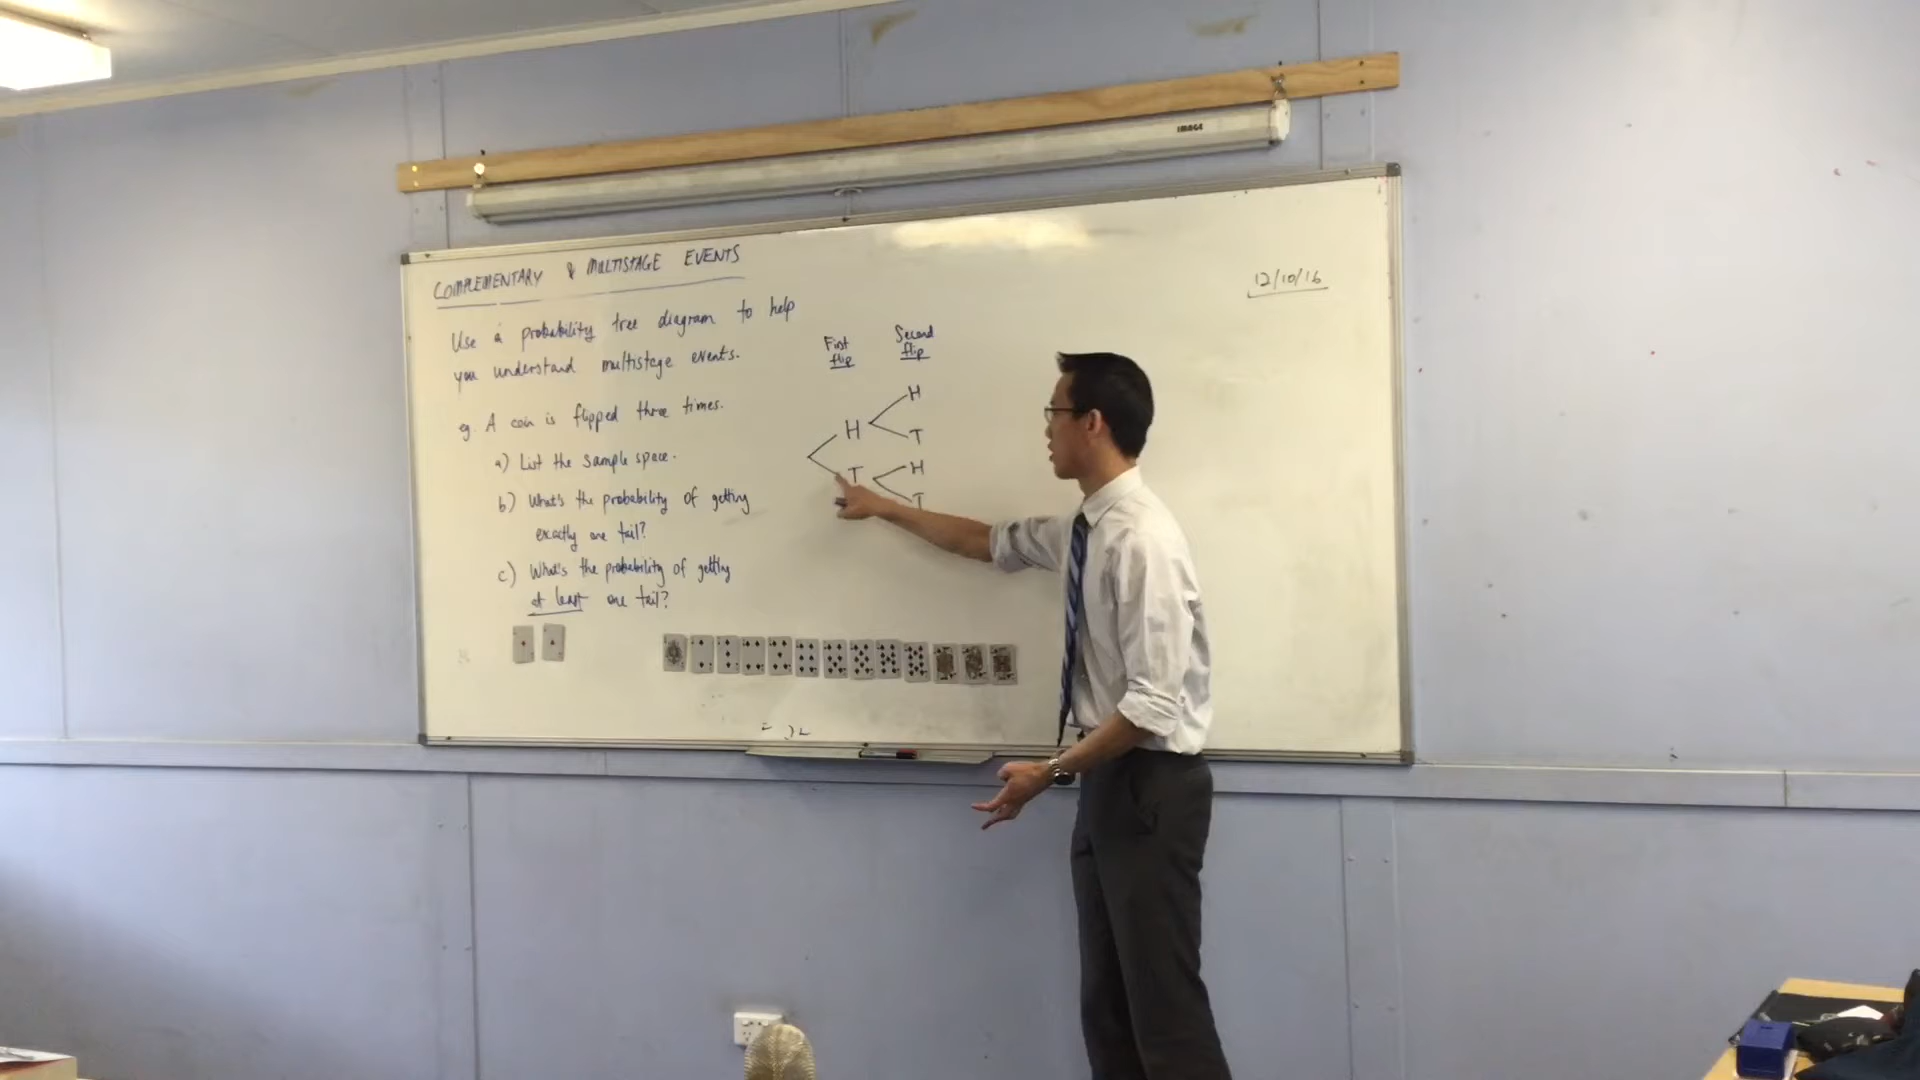 IMAGE
COMPLEMENTARY & MULTISTAGE EVENTS
12/10/16
Use a probability tree diagram to help
you understand multistage events.
eg. A coin is flipped three times.
a) List the sample space.
b) What's the probability of getting
exactly one tail?
c) What's the probability of getting
at least one tail?
First
flip
Second
flip
H
T
H
T
H
T